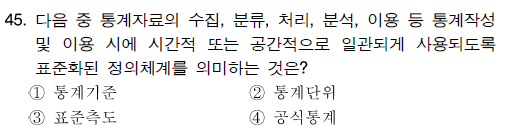 45. 다음 중 통계자료의 수집, 분류, 처리, 분석, 이용 등 통계작성
및 이용 시에 시간적 또는 공간적으로 일관되게 사용되도록
표준화된 정의체계를 의미하는 것은?
① 통계기준 ② 통계단위
③ 표준측도 ④ 공식통계